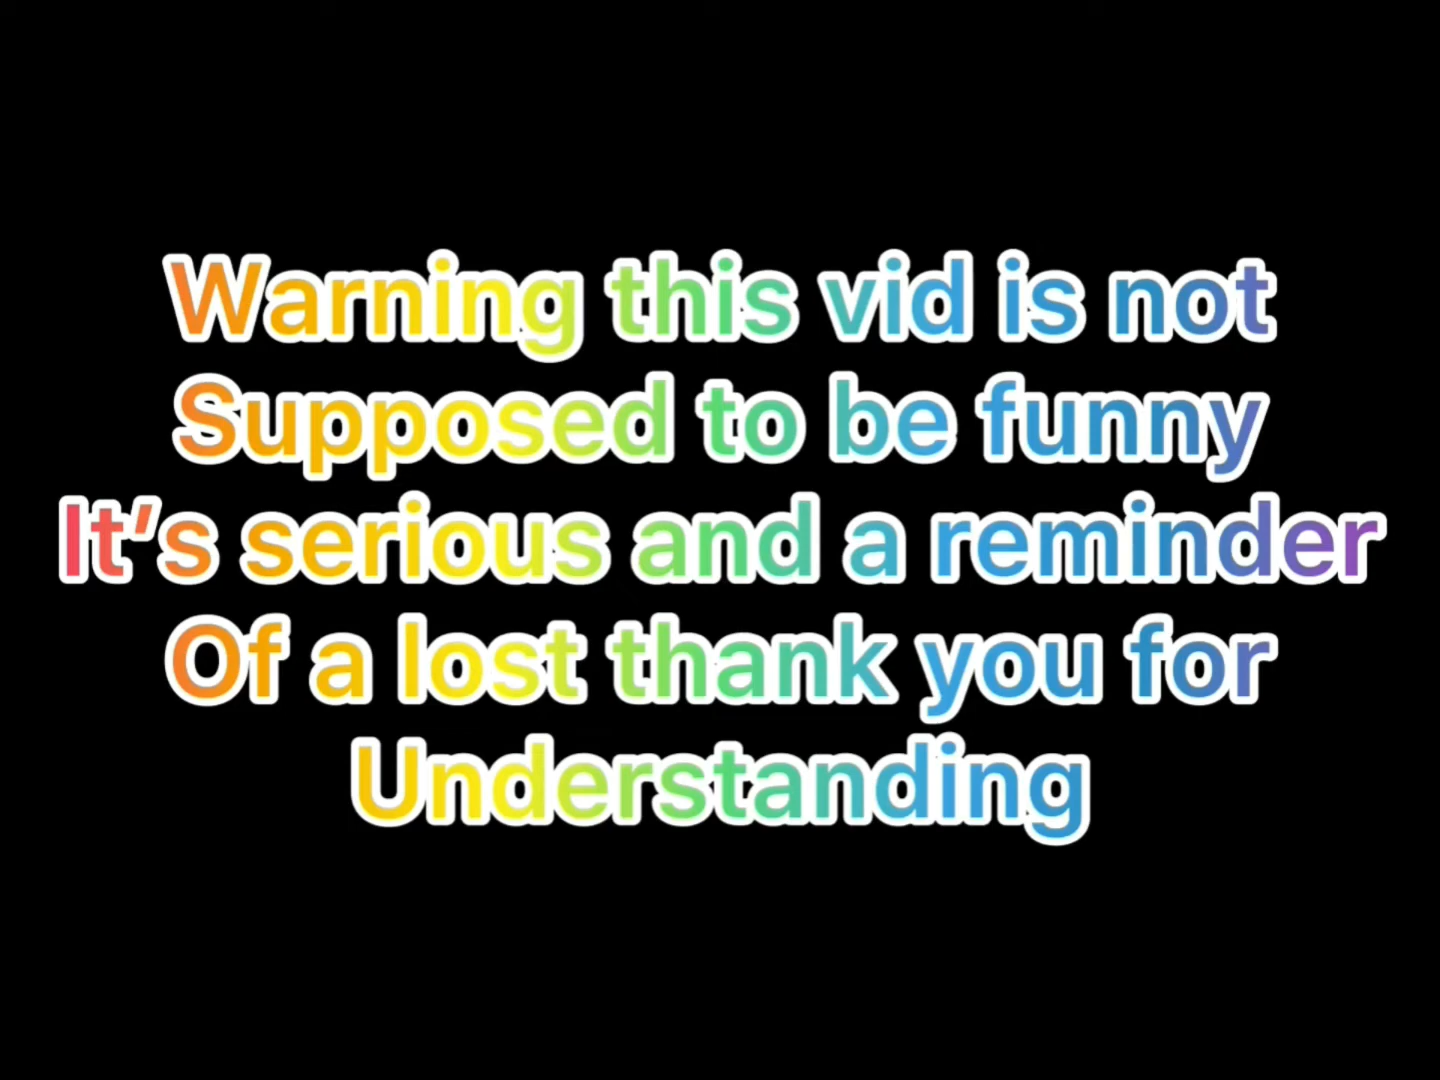 Warning this vid is not
Supposed to be funny
It’s serious and a reminder
Of a lost thank you for
Understanding